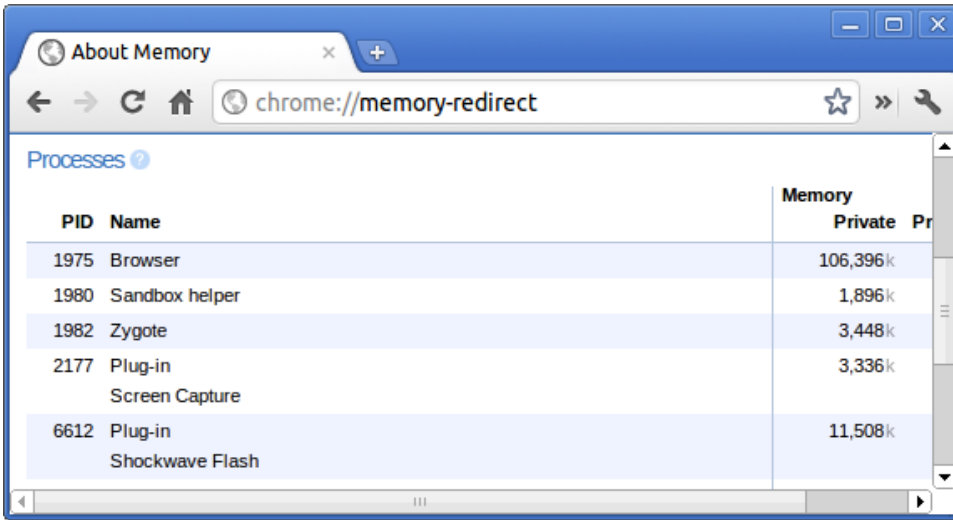 About Memory
chrome://memory-redirect
Processes ?
Memory
PID Name Private Pr
1975 Browser 106,396k
1980 Sandbox helper 1,896k
1982 Zygote 3,448k
2177 Plug-in 3,336k
Screen Capture
6612 Plug-in 11,508k
Shockwave Flash